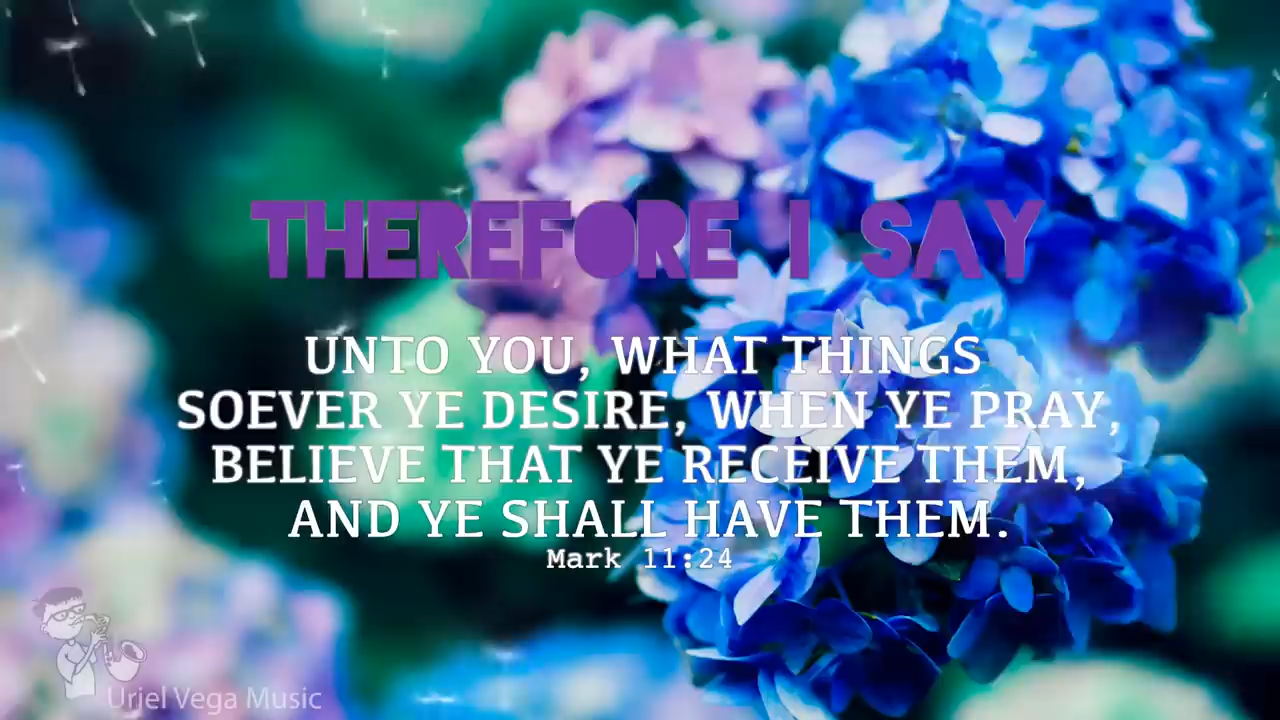 THEREFORE I SAY
UNTO YOU, WHAT THINGS
SOEVER YE DESIRE, WHEN YE PRAY,
BELIEVE THAT YE RECEIVE THEM,
AND YE SHALL HAVE THEM.
Mark 11:24
Uriel Vega Music